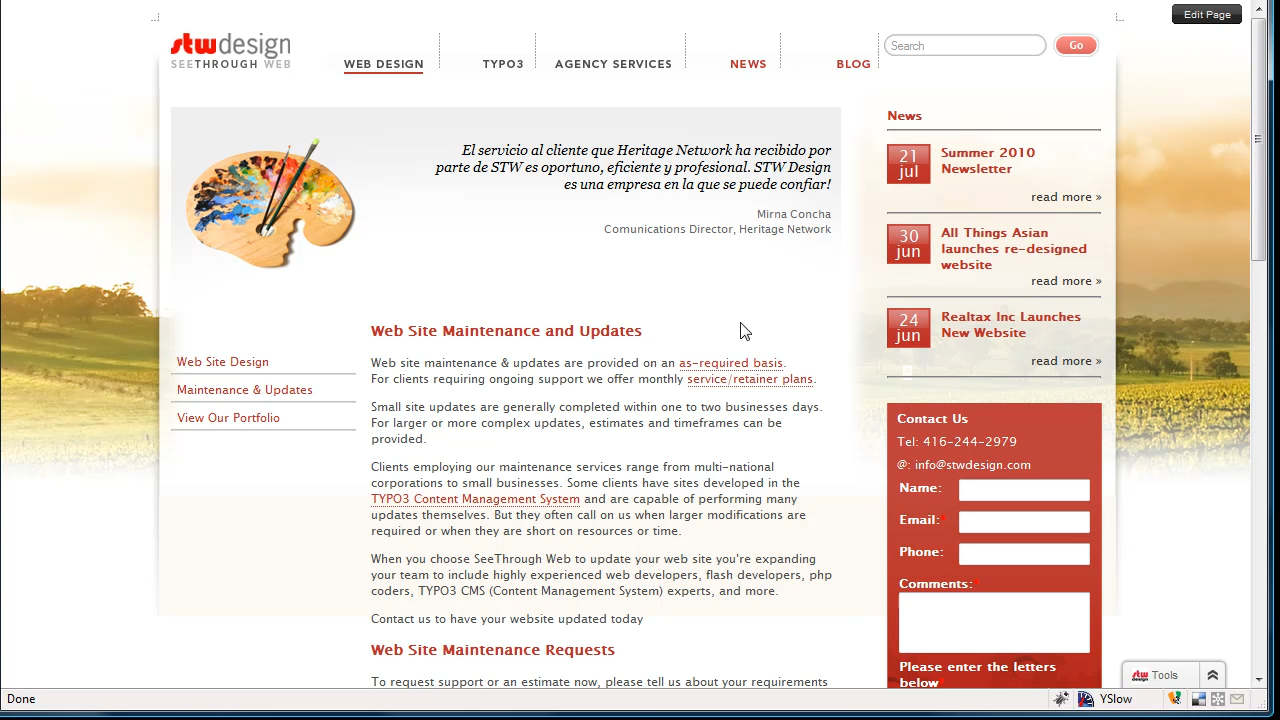 Edit Page
stwdesign
SEETHROUGH WEB
WEB DESIGN
TYPO3
AGENCY SERVICES
NEWS
BLOG
Search
Go
El servicio al cliente que Heritage Network ha recibido por
parte de STW es oportuno, eficiente y profesional. STW Design
es una empresa en la que se puede confiar!
Mirna Concha
Comunications Director, Heritage Network
Web Site Design
Maintenance & Updates
View Our Portfolio
Web Site Maintenance and Updates
Web site maintenance & updates are provided on an as-required basis.
For clients requiring ongoing support we offer monthly service/retainer plans.
Small site updates are generally completed within one to two businesses days.
For larger or more complex updates, estimates and timeframes can be
provided.
Clients employing our maintenance services range from multi-national
corporations to small businesses. Some clients have sites developed in the
TYPO3 Content Management System and are capable of performing many
updates themselves. But they often call on us when larger modifications are
required or when they are short on resources or time.
When you choose SeeThrough Web to update your web site you're expanding
your team to include highly experienced web developers, flash developers, php
coders, TYPO3 CMS (Content Management System) experts, and more.
Contact us to have your website updated today
Web Site Maintenance Requests
To request support or an estimate now, please tell us about your requirements
News
21
jul
Summer 2010
Newsletter
read more »
30
jun
All Things Asian
launches re-designed
website
read more »
24
jun
Realtax Inc Launches
New Website
read more »
Contact Us
Tel: 416-244-2979
@: info@stwdesign.com
Name:
Email:*
Phone:
Comments:*
Please enter the letters
below*
stw design Tools
Done
YSlow